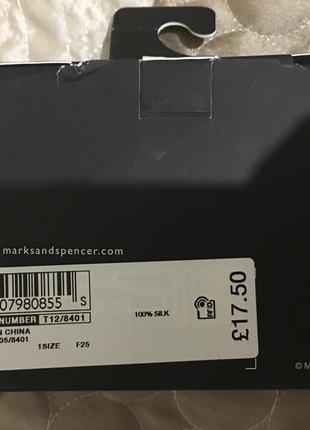 marksandspencer.com
07980855 S
NUMBER T12/8401
N CHINA
05/8401
1SIZE F25
100% SILK
£17.50
© M